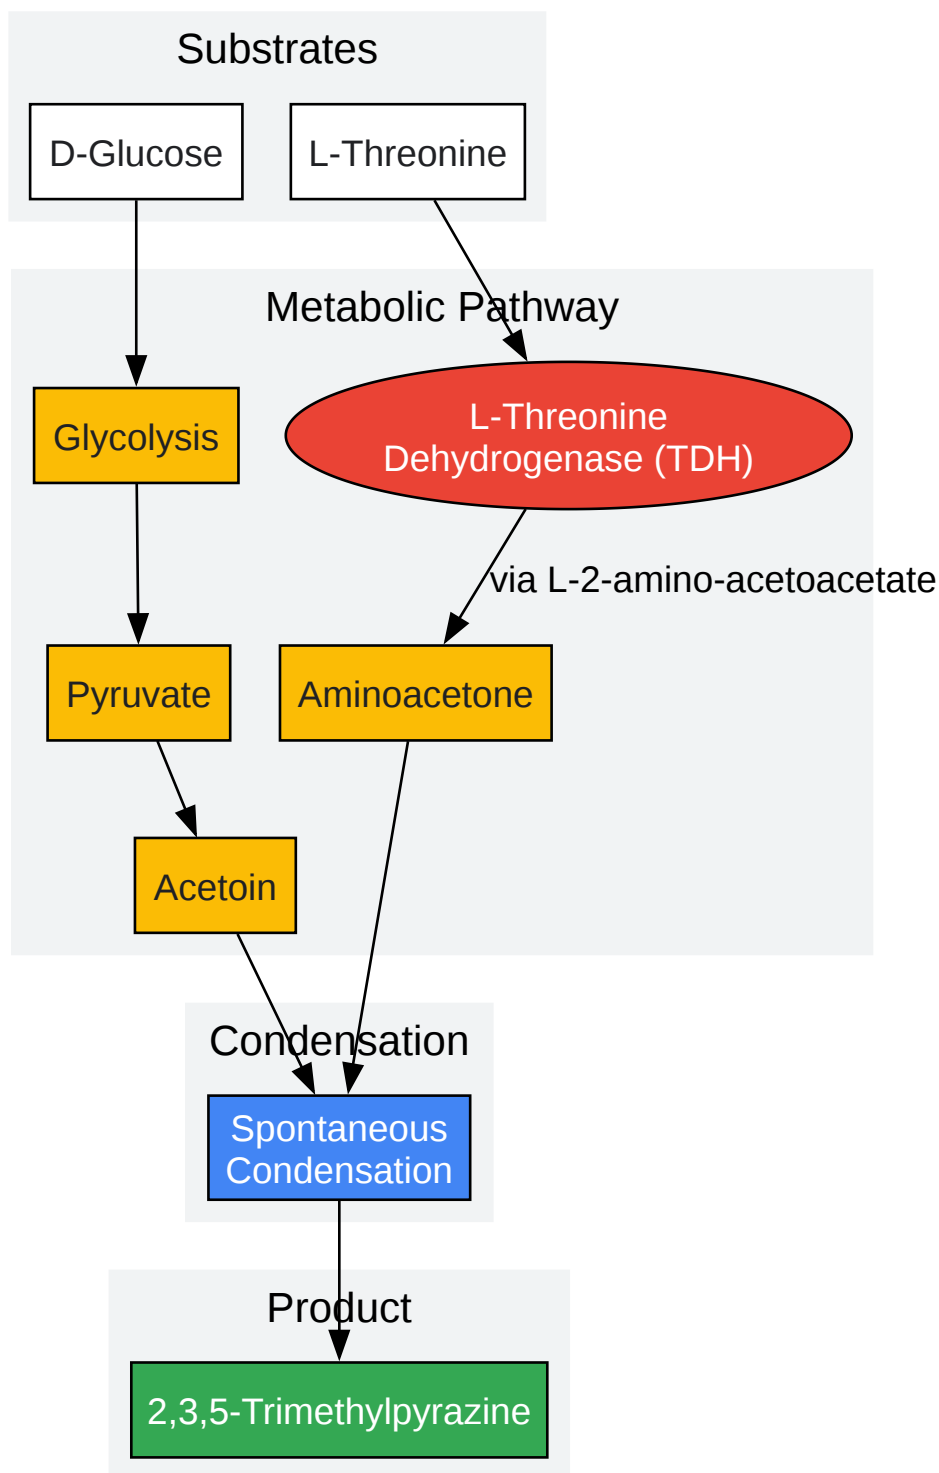 Substrates
D-Glucose
L-Threonine
Metabolic Pathway
Glycolysis
L-Threonine
Dehydrogenase (TDH)
via L-2-amino-acetoacetate
Pyruvate
Aminoacetone
Acetoin
Condensation
Spontaneous
Condensation
Product
2,3,5-Trimethylpyrazine